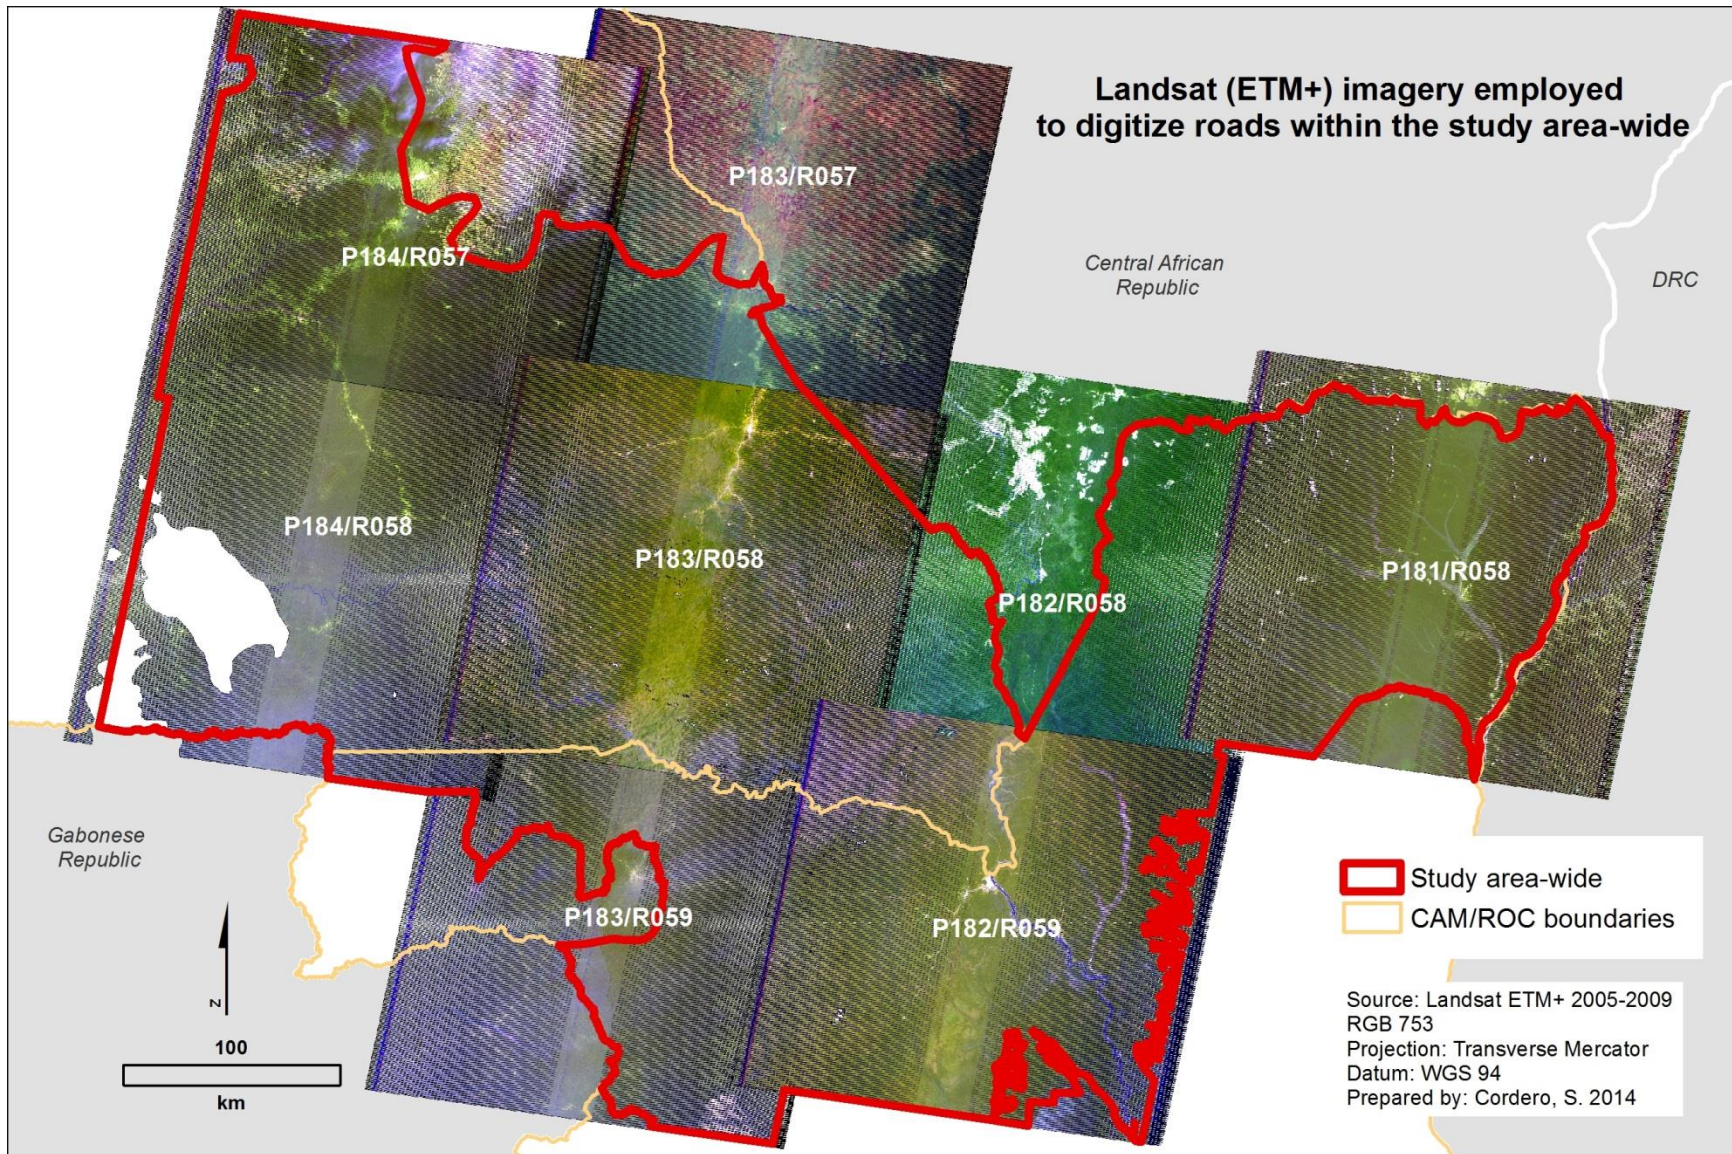 Landsat (ETM+) imagery employed
to digitize roads within the study area-wide
P183/R057
P184/R057
Central African
Republic
DRC
P184/R058
P183/R058
P182/R058
P181/R058
Gabonese
Republic
P183/R059
P182/R059
Study area-wide
CAM/ROC boundaries
z
100
km
Source: Landsat ETM+ 2005-2009
RGB 753
Projection: Transverse Mercator
Datum: WGS 94
Prepared by: Cordero, S. 2014